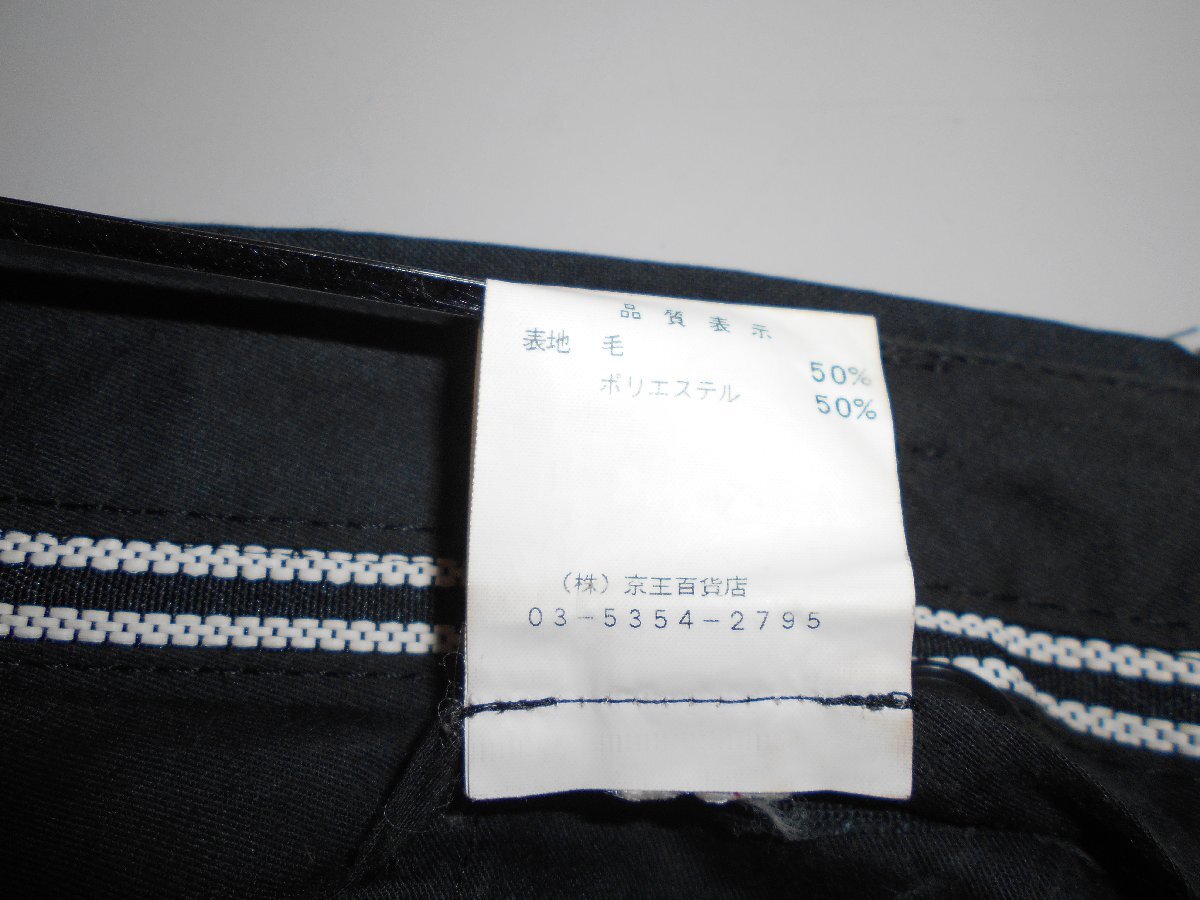 品質表示
表地 毛 50%
ポリエステル 50%
(株)京王百貨店
03-5354-2795